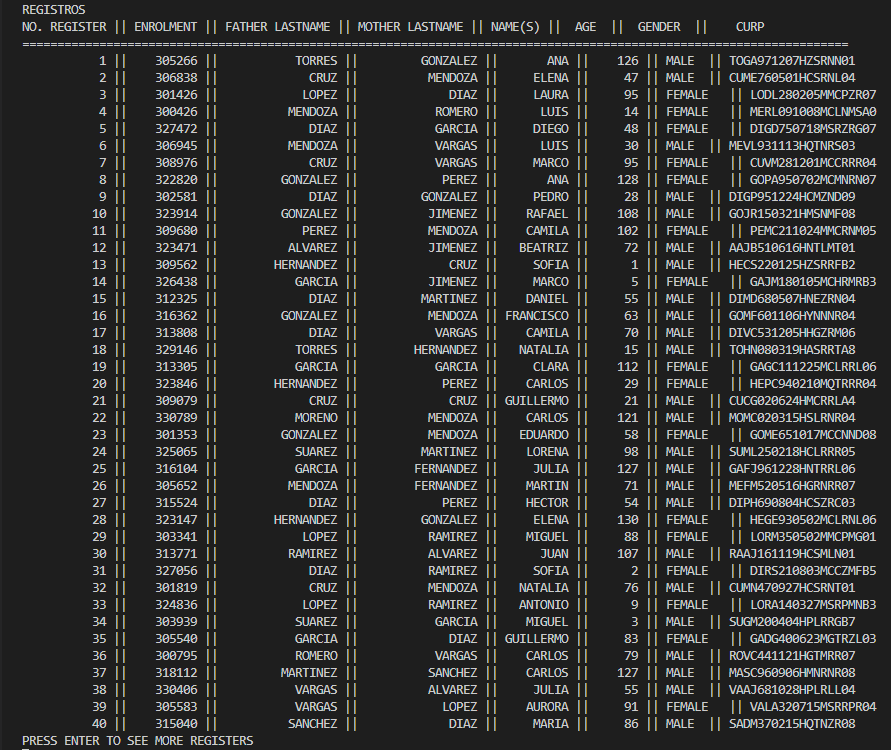 REGISTROS
NO. REGISTER || ENROLMENT || FATHER LASTNAME || MOTHER LASTNAME || NAME(S) || AGE || GENDER || CURP
======================================================================================================================
1 || 305266 || TORRES || GONZALEZ || ANA || 126 || MALE || TOGA971207HZSRNN01
2 || 306838 || CRUZ || MENDOZA || ELENA || 47 || MALE || CUME760501HCSRNL04
3 || 301426 || LOPEZ || DIAZ || LAURA || 95 || FEMALE || LODL280205MMCPZR07
4 || 300426 || MENDOZA || ROMERO || LUIS || 14 || FEMALE || MERL091008MCLNMSA0
5 || 327472 || DIAZ || GARCIA || DIEGO || 48 || FEMALE || DIGD750718MSRZRG07
6 || 306945 || MENDOZA || VARGAS || LUIS || 30 || MALE || MEVL931113HQTNRS03
7 || 308976 || CRUZ || VARGAS || MARCO || 95 || FEMALE || CUVM281201MCCRRR04
8 || 322820 || GONZALEZ || PEREZ || ANA || 128 || FEMALE || GOPA950702MCMNRN07
9 || 302581 || DIAZ || GONZALEZ || PEDRO || 28 || MALE || DIGP951224HCMZND09
10 || 323914 || GONZALEZ || JIMENEZ || RAFAEL || 108 || MALE || GOJR150321HMSNMF08
11 || 309680 || PEREZ || MENDOZA || CAMILA || 102 || FEMALE || PEMC211024MMCRNM05
12 || 323471 || ALVAREZ || JIMENEZ || BEATRIZ || 72 || MALE || AAJB510616HNTLMT01
13 || 309562 || HERNANDEZ || CRUZ || SOFIA || 1 || MALE || HECS220125HZSRRFB2
14 || 326438 || GARCIA || JIMENEZ || MARCO || 5 || FEMALE || GAJM180105MCHRMRB3
15 || 312325 || DIAZ || MARTINEZ || DANIEL || 55 || MALE || DIMD680507HNEZRN04
16 || 316362 || GONZALEZ || MENDOZA || FRANCISCO || 63 || MALE || GOMF601106HYNNNR04
17 || 313808 || DIAZ || VARGAS || CAMILA || 70 || MALE || DIVC531205HHGZRM06
18 || 329146 || TORRES || HERNANDEZ || NATALIA || 15 || MALE || TOHN080319HASRRTA8
19 || 313305 || GARCIA || GARCIA || CLARA || 112 || FEMALE || GAGC111225MCLRRL06
20 || 323846 || HERNANDEZ || PEREZ || CARLOS || 29 || FEMALE || HEPC940210MQTRRR04
21 || 309079 || CRUZ || CRUZ || GUILLERMO || 21 || MALE || CUCG020624HMCRRLA4
22 || 330789 || MORENO || MENDOZA || CARLOS || 121 || MALE || MOMC020315HSLRNR04
23 || 301353 || GONZALEZ || MENDOZA || EDUARDO || 58 || FEMALE || GOME651017MCCNND08
24 || 325065 || SUAREZ || MARTINEZ || LORENA || 98 || MALE || SUML250218HCLRRR05
25 || 316104 || GARCIA || FERNANDEZ || JULIA || 127 || MALE || GAFJ961228HNTRRL06
26 || 305652 || MENDOZA || FERNANDEZ || MARTIN || 71 || MALE || MEFM520516HGRNRR07
27 || 315524 || DIAZ || PEREZ || HECTOR || 54 || MALE || DIPH690804HCSZRC03
28 || 323147 || HERNANDEZ || GONZALEZ || ELENA || 130 || FEMALE || HEGE930502MCLRNL06
29 || 303341 || LOPEZ || RAMIREZ || MIGUEL || 88 || FEMALE || LORM350502MMCPMG01
30 || 313771 || RAMIREZ || ALVAREZ || JUAN || 107 || MALE || RAAJ161119HCSMLN01
31 || 327056 || DIAZ || RAMIREZ || SOFIA || 2 || FEMALE || DIRS210803MCCZMFB5
32 || 301819 || CRUZ || MENDOZA || NATALIA || 76 || MALE || CUMN470927HCSRNT01
33 || 324836 || LOPEZ || RAMIREZ || ANTONIO || 9 || FEMALE || LORA140327MSRPMNB3
34 || 303939 || SUAREZ || GARCIA || MIGUEL || 3 || MALE || SUGM200404HPLRRGB7
35 || 305540 || GARCIA || DIAZ || GUILLERMO || 83 || FEMALE || GADG400623MGTRZL03
36 || 300795 || ROMERO || VARGAS || CARLOS || 79 || MALE || ROVC441121HGTMRR07
37 || 318112 || MARTINEZ || SANCHEZ || CARLOS || 127 || MALE || MASC960906HMNRNR08
38 || 330406 || VARGAS || ALVAREZ || JULIA || 55 || MALE || VAAJ681028HPLRLL04
39 || 305583 || VARGAS || LOPEZ || AURORA || 91 || FEMALE || VALA320715MSRRPR04
40 || 315040 || SANCHEZ || DIAZ || MARIA || 86 || MALE || SADM370215HQTNZR08
PRESS ENTER TO SEE MORE REGISTERS